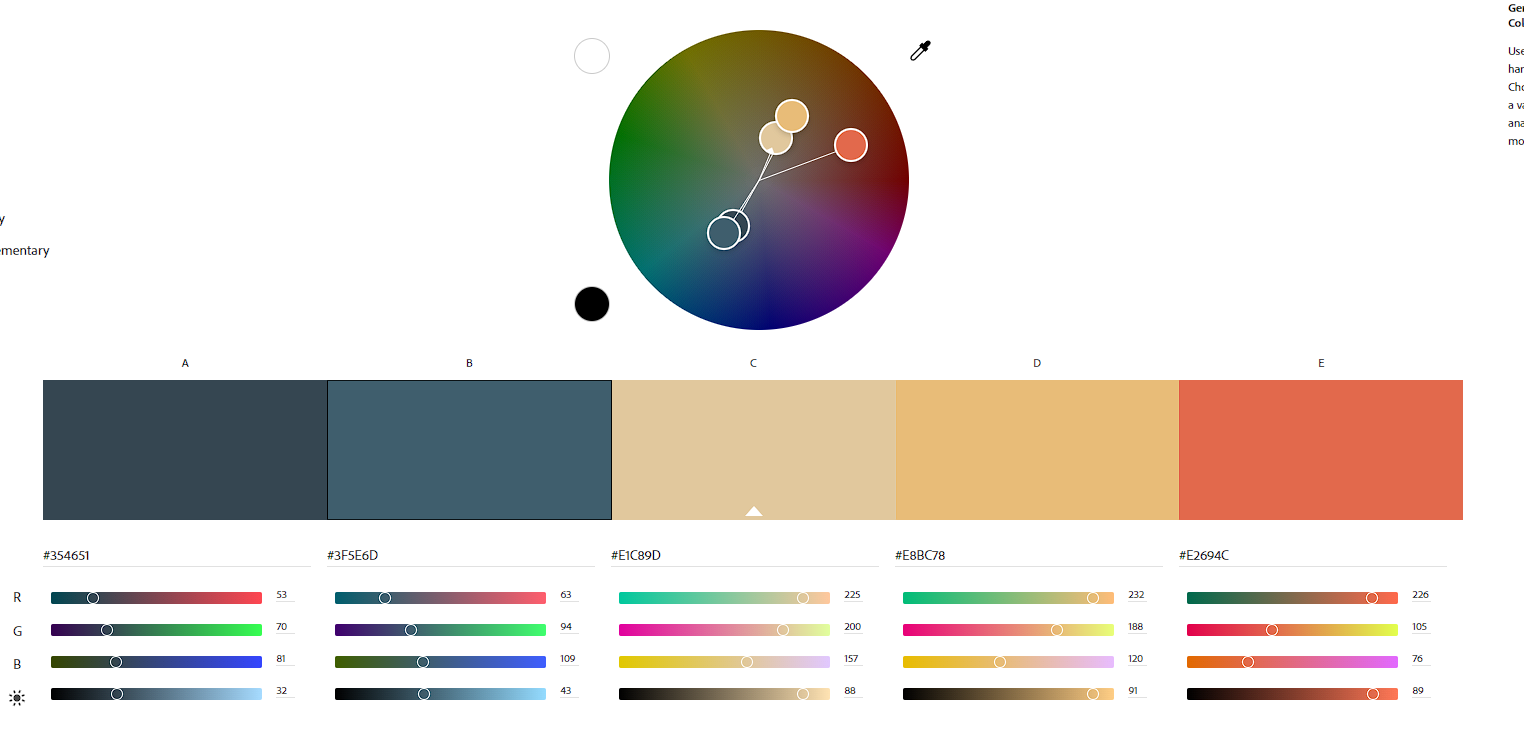 Ger
Col
Use
har
Cho
a va
ana
mo
y
ementary
A B C D E
#354651 #3F5E6D #E1C89D #E8BC78 #E2694C
R 53 63 225 232 226
G 70 94 200 188 105
B 81 109 157 120 76
32 43 88 91 89